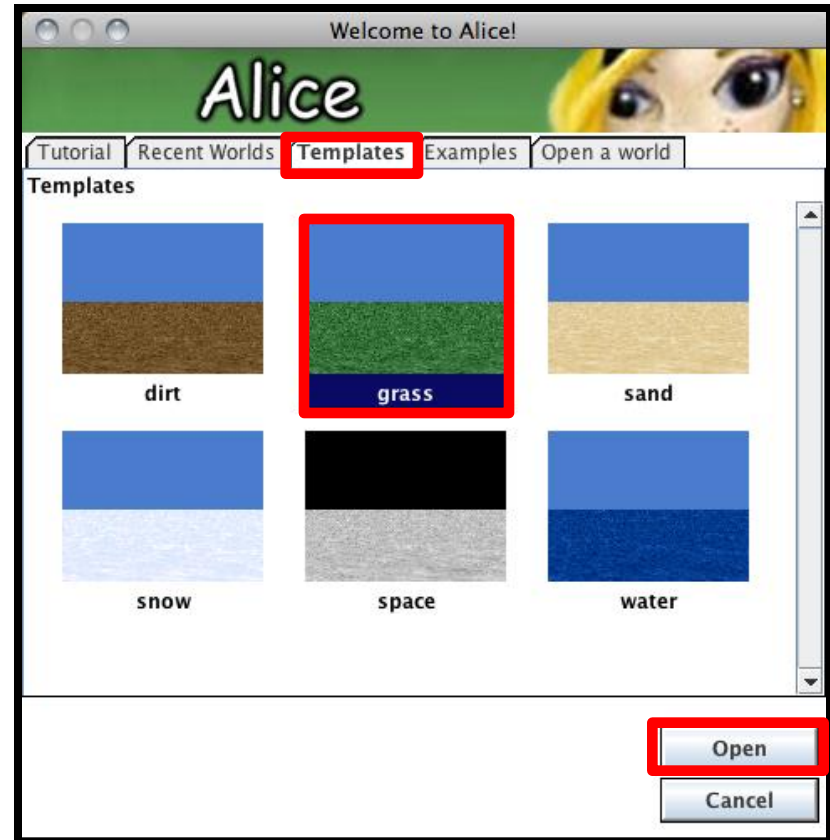 Welcome to Alice!
Alice
Tutorial Recent Worlds Templates Examples Open a world
Templates
dirt grass sand
snow space water
Open
Cancel